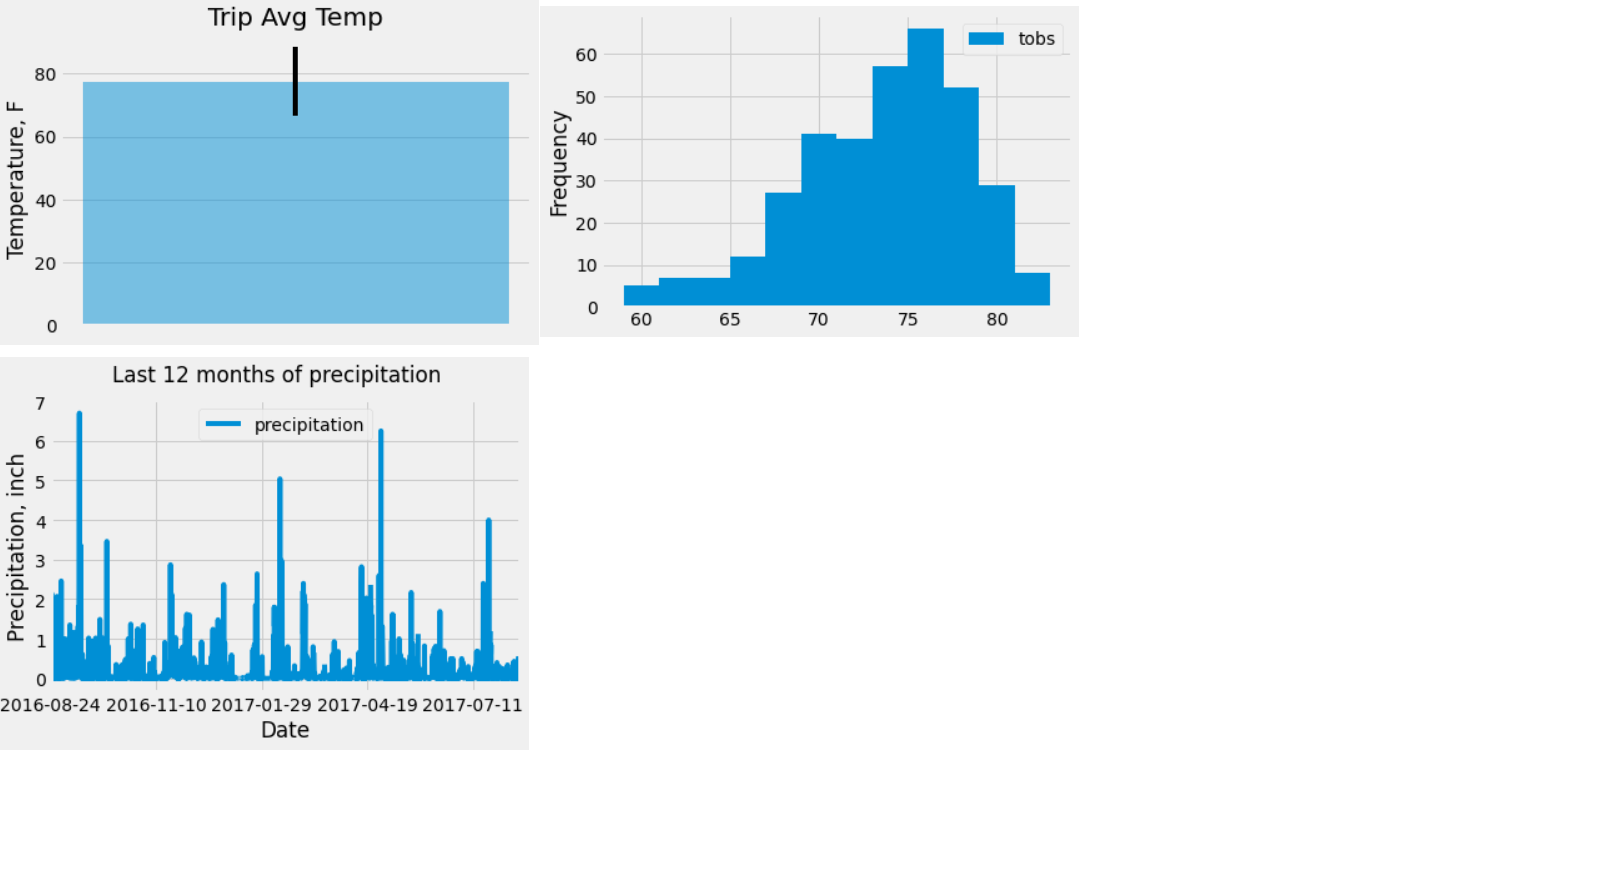 Trip Avg Temp
Temperature, F
80
60
40
20
0
tobs
Frequency
60
50
40
30
20
10
0
60 65 70 75 80
Last 12 months of precipitation
precipitation
Precipitation, inch
7
6
5
4
3
2
1
0
2016-08-24 2016-11-10 2017-01-29 2017-04-19 2017-07-11
Date